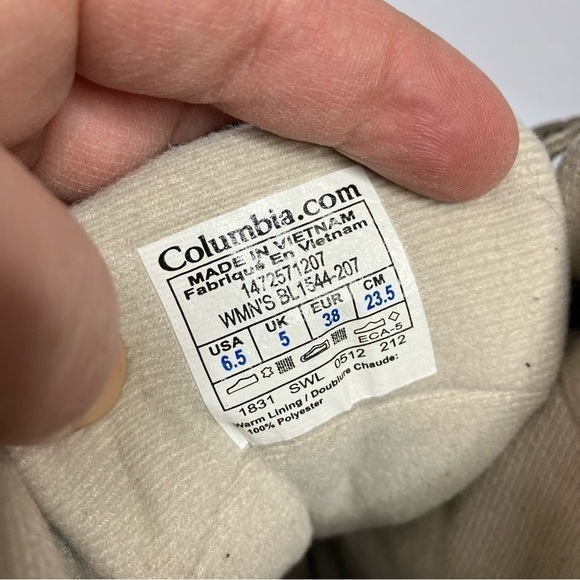 Columbia.com
MADE IN VIETNAM
Fabriqué En Vietnam
1472571207
WMN'S BL1544-207
USA UK EUR CM
6.5 5 38 23.5
ECA-5
1831 SWL 0512 212
Warm Lining / Doublure Chaude:
100% Polyester